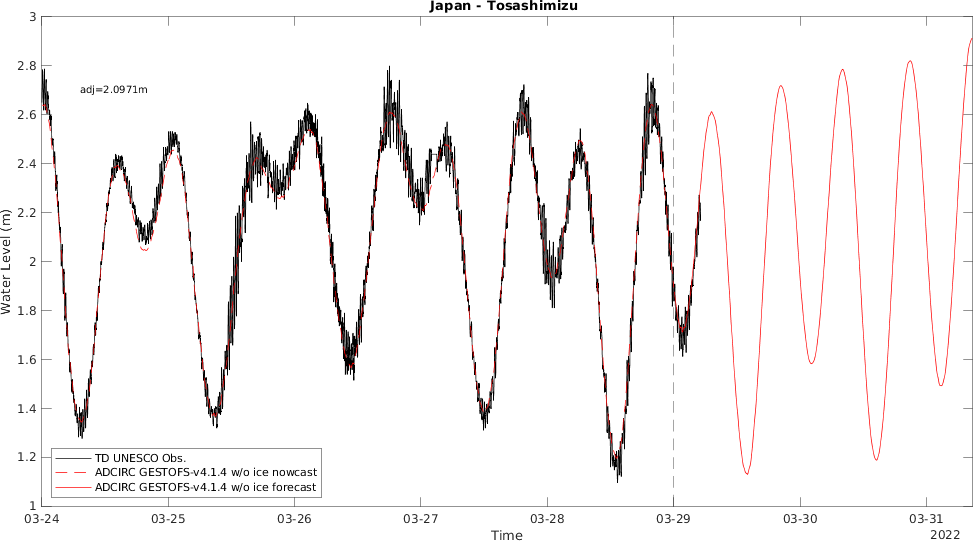 Japan - Tosashimizu
3
2.8
adj=2.0971m
2.6
2.4
2.2
2
1.8
1.6
1.4
1.2
1
Water Level (m)
TD UNESCO Obs.
ADCIRC GESTOFS-v4.1.4 w/o ice nowcast
ADCIRC GESTOFS-v4.1.4 w/o ice forecast
03-24 03-25 03-26 03-27 03-28 03-29 03-30 03-31
Time
2022